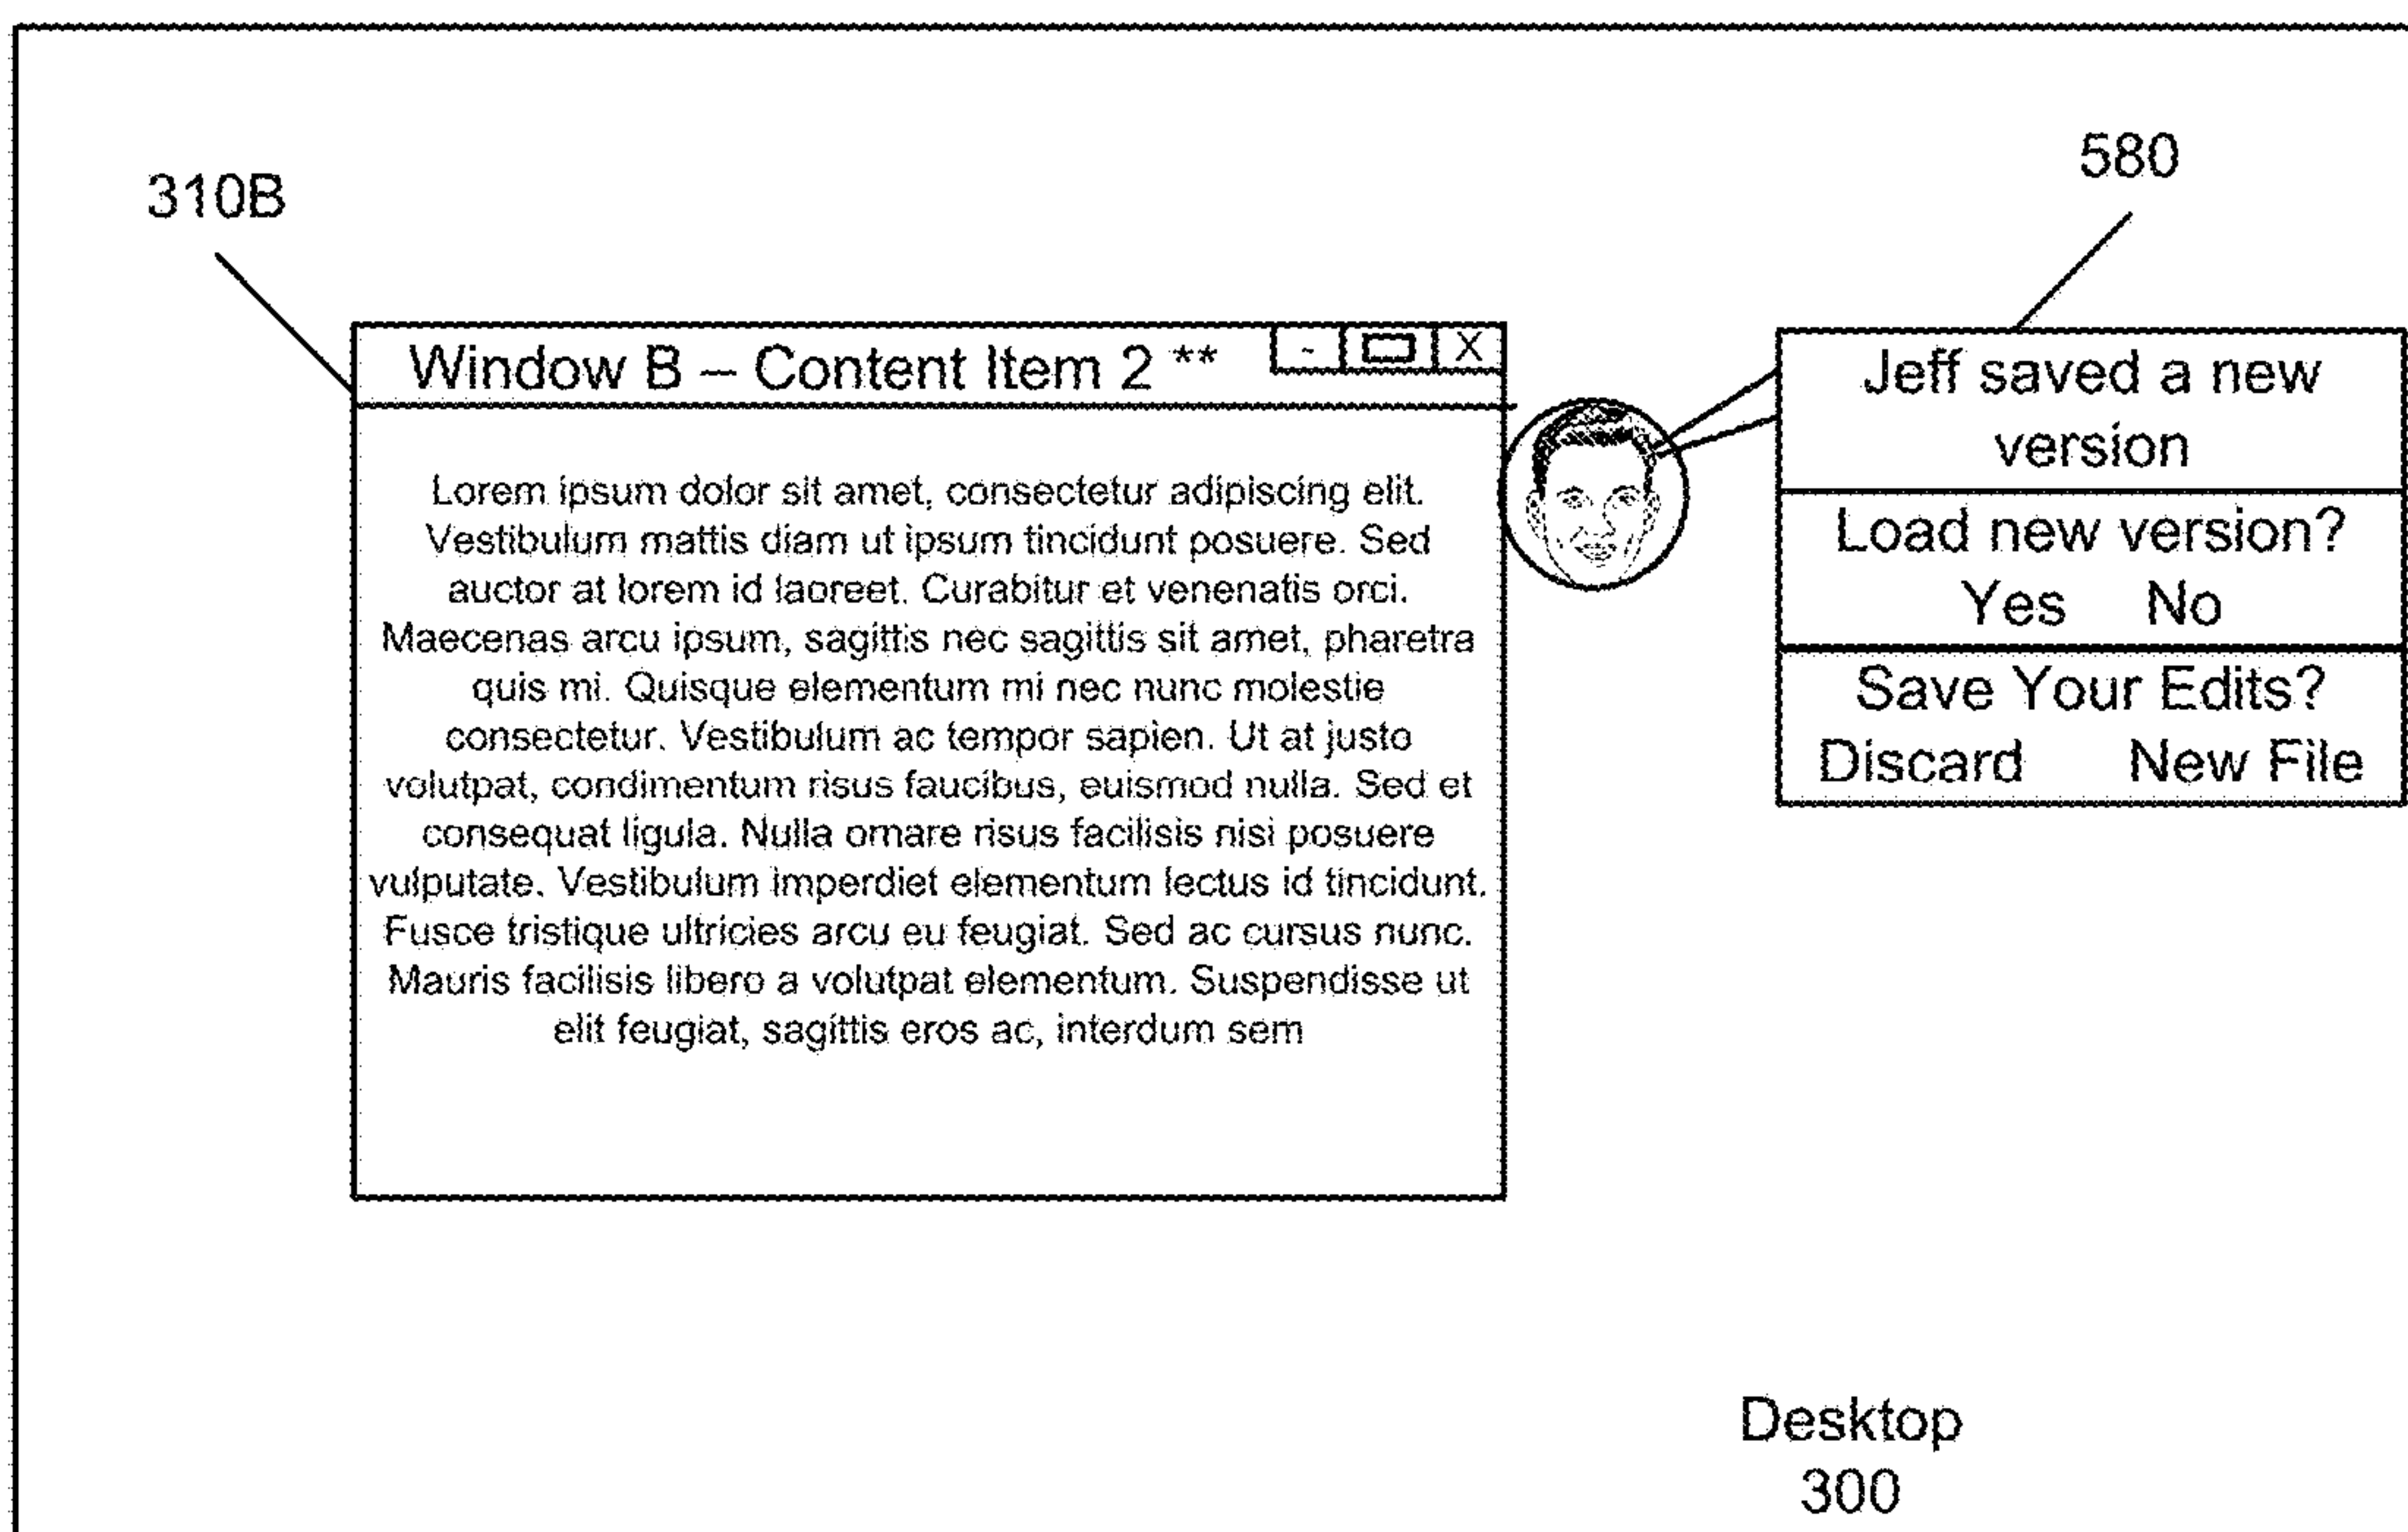 310B
580
Window B – Content Item 2 **
- X
Lorem ipsum dolor sit amet, consectetur adipiscing elit.
Vestibulum mattis diam ut ipsum tincidunt posuere. Sed
auctor at lorem id laoreet. Curabitur et venenatis orci.
Maecenas arcu ipsum, sagittis nec sagittis sit amet, pharetra
quis mi. Quisque elementum mi nec nunc molestie
consectetur. Vestibulum ac tempor sapien. Ut at justo
volutpat, condimentum risus faucibus, euismod nulla. Sed et
consequat ligula. Nulla ornare risus facilisis nisi posuere
vulputate. Vestibulum imperdiet elementum lectus id tincidunt.
Fusce tristique ultricies arcu eu feugiat. Sed ac cursus nunc.
Mauris facilisis libero a volutpat elementum. Suspendisse ut
elit feugiat, sagittis eros ac, interdum sem
Jeff saved a new
version
Load new version?
Yes No
Save Your Edits?
Discard New File
Desktop
300